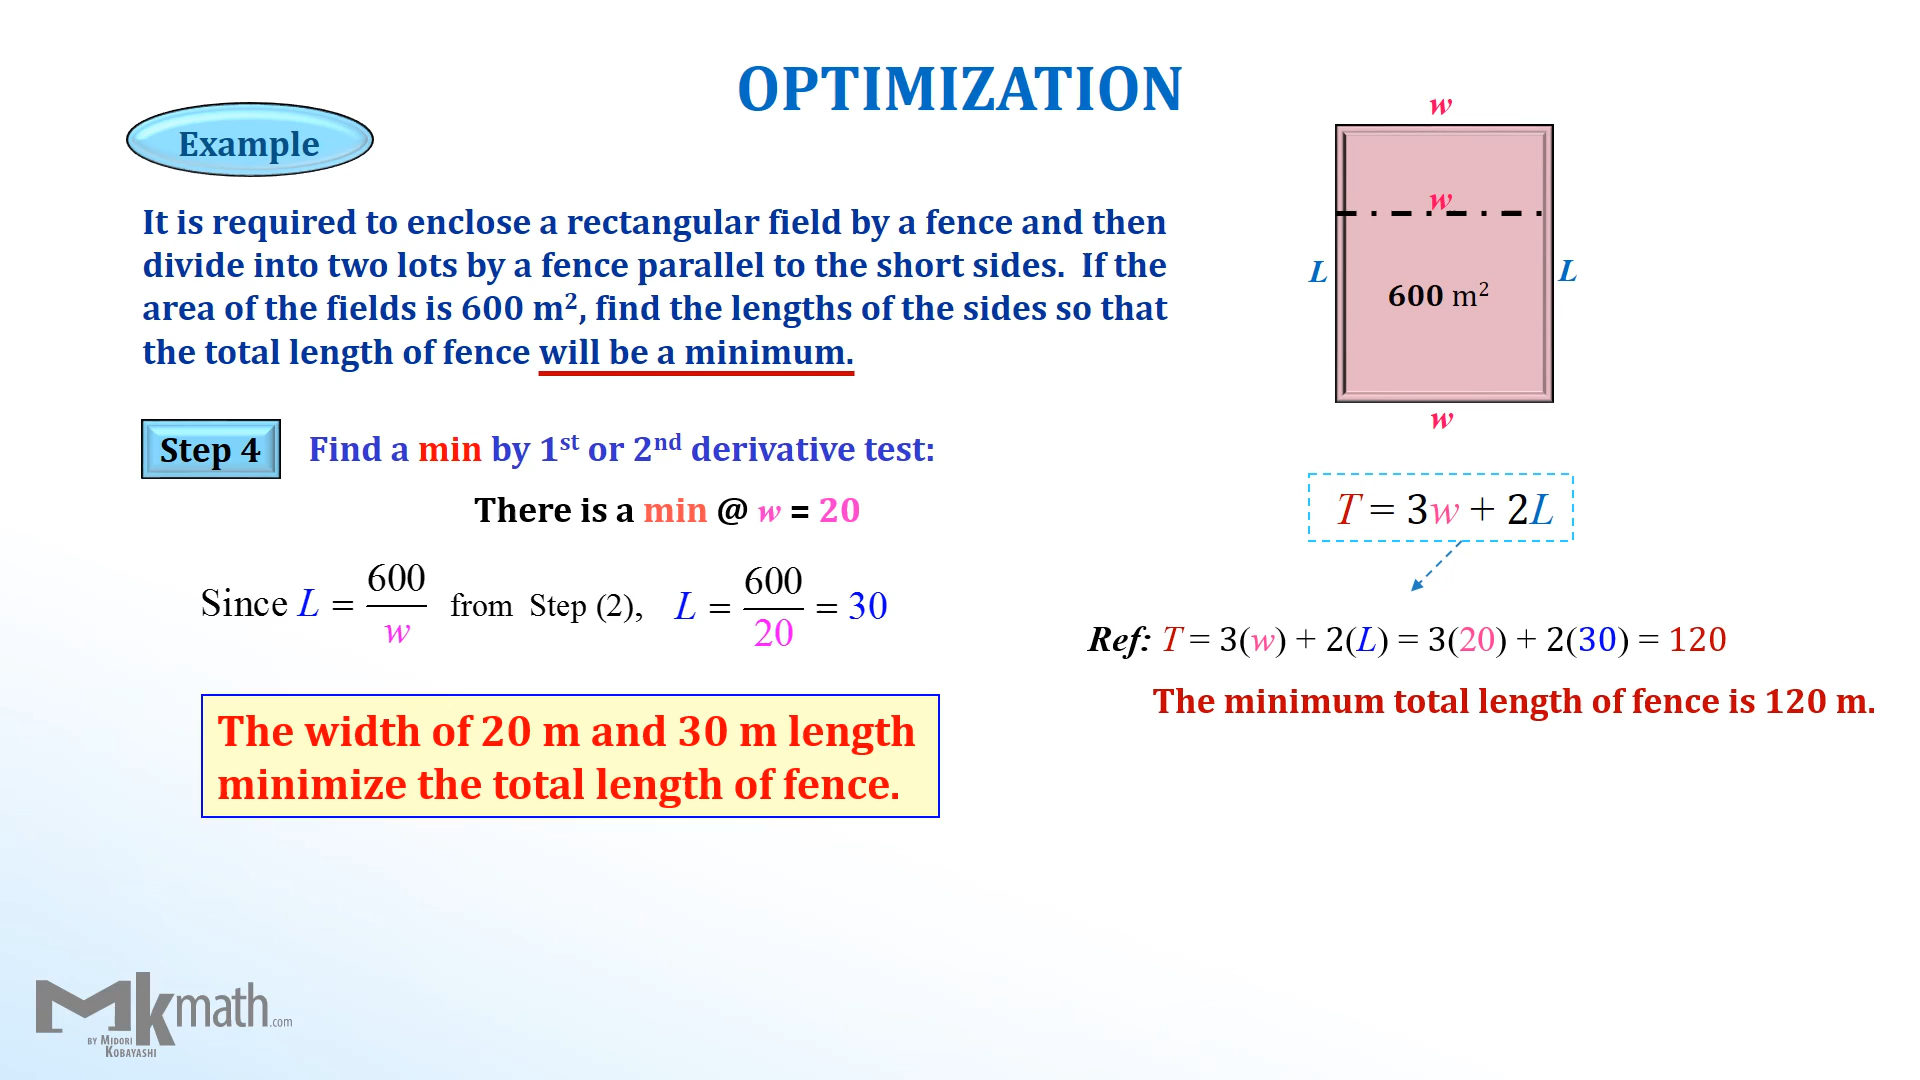 OPTIMIZATION
Example
It is required to enclose a rectangular field by a fence and then
divide into two lots by a fence parallel to the short sides. If the
area of the fields is 600 m², find the lengths of the sides so that
the total length of fence will be a minimum.
w
w
L
L
600 m²
w
Step 4
Find a min by 1st or 2nd derivative test:
There is a min @ w = 20
Since L = 600/w from Step (2), L = 600/20 = 30
The width of 20 m and 30 m length
minimize the total length of fence.
T = 3w + 2L
Ref: T = 3(w) + 2(L) = 3(20) + 2(30) = 120
The minimum total length of fence is 120 m.
Mkmath.com
BY MIDORI
KOBAYASHI